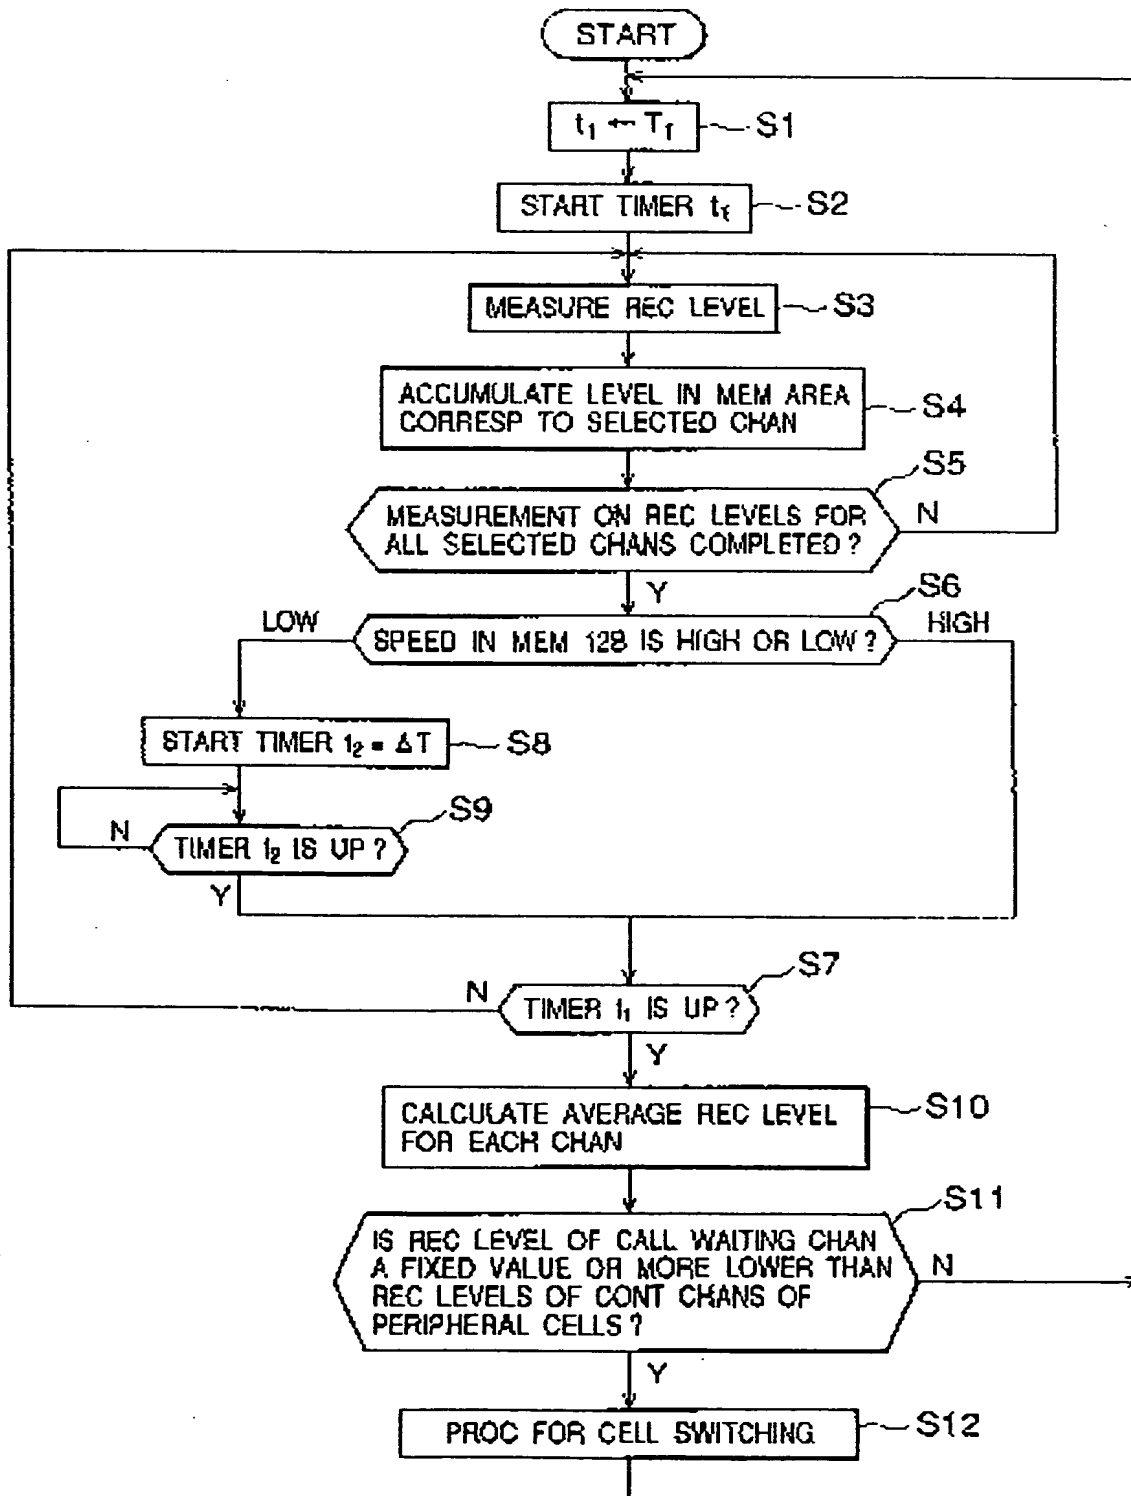 START
t₁ ← T₁
S1
START TIMER t₁
S2
MEASURE REC LEVEL
S3
ACCUMULATE LEVEL IN MEM AREA
CORRESP TO SELECTED CHAN
S4
S5
MEASUREMENT ON REC LEVELS FOR
ALL SELECTED CHANS COMPLETED?
N
Y
S6
LOW
SPEED IN MEM 128 IS HIGH OR LOW?
HIGH
START TIMER t₂ = ΔT
S8
S9
N
TIMER t₂ IS UP?
Y
S7
N
TIMER t₁ IS UP?
Y
CALCULATE AVERAGE REC LEVEL
FOR EACH CHAN
S10
S11
IS REC LEVEL OF CALL WAITING CHAN
A FIXED VALUE OR MORE LOWER THAN
REC LEVELS OF CONT CHANS OF
PERIPHERAL CELLS?
N
Y
PROC FOR CELL SWITCHING
S12